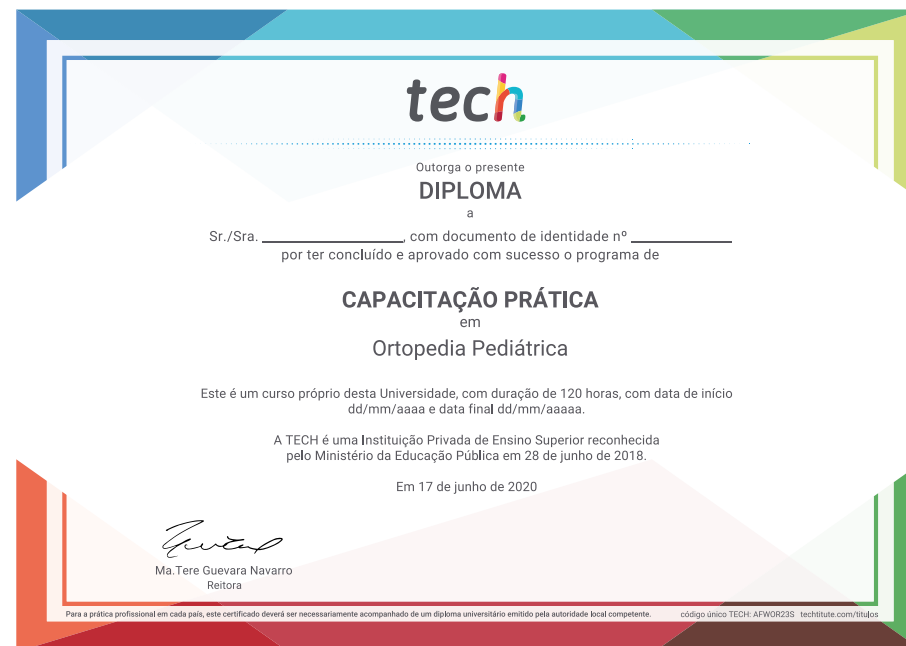 tech
Outorga o presente
DIPLOMA
a
Sr./Sra. ____________________, com documento de identidade nº ______________
por ter concluído e aprovado com sucesso o programa de
CAPACITAÇÃO PRÁTICA
em
Ortopedia Pediátrica
Este é um curso próprio desta Universidade, com duração de 120 horas, com data de início
dd/mm/aaaa e data final dd/mm/aaaaa.
A TECH é uma Instituição Privada de Ensino Superior reconhecida
pelo Ministério da Educação Pública em 28 de junho de 2018.
Em 17 de junho de 2020
Ma.Tere Guevara Navarro
Reitora
Para a prática profissional em cada país, este certificado deverá ser necessariamente acompanhado de um diploma universitário emitido pela autoridade local competente. código único TECH: AFWOR23S techtitute.com/titulos